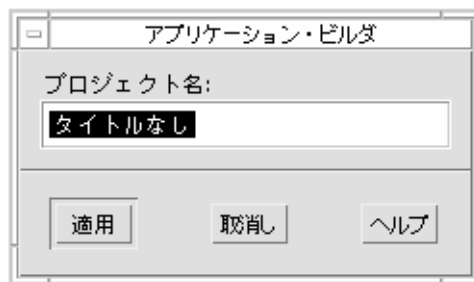 アプリケーション・ビルダ
プロジェクト名:
タイトルなし
適用 取消し ヘルプ